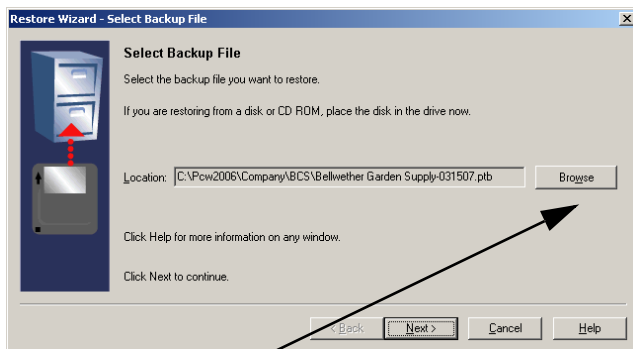 Restore Wizard - Select Backup File
Select Backup File
Select the backup file you want to restore.
If you are restoring from a disk or CD ROM, place the disk in the drive now.
Location: C:\Pcw2006\Company\BCS\Bellwether Garden Supply-031507.ptb Browse
Click Help for more information on any window.
Click Next to continue.
< Back Next > Cancel Help